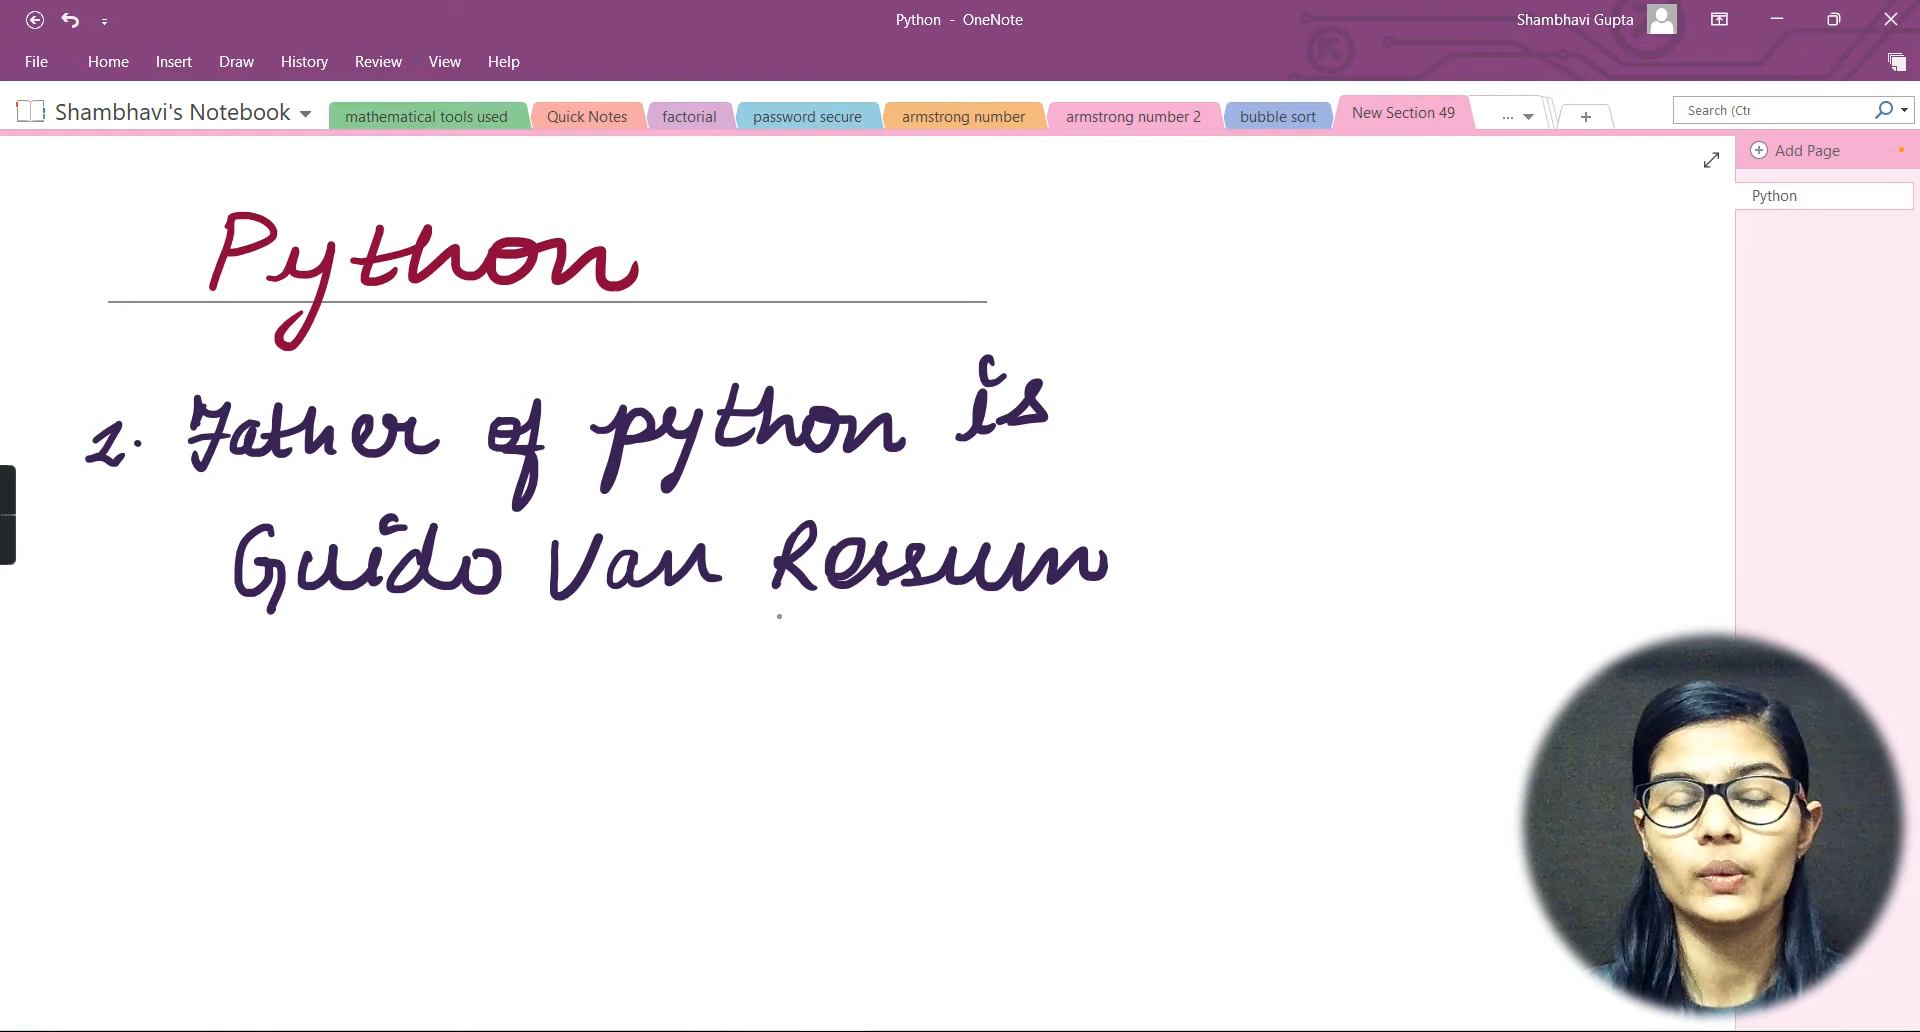 Python - OneNote
Shambhavi Gupta
File Home Insert Draw History Review View Help
Shambhavi's Notebook
mathematical tools used
Quick Notes
factorial
password secure
armstrong number
armstrong number 2
bubble sort
New Section 49
...
Search (Ctr
Add Page
Python
Python
1. Father of python is
Guido Van Rossum